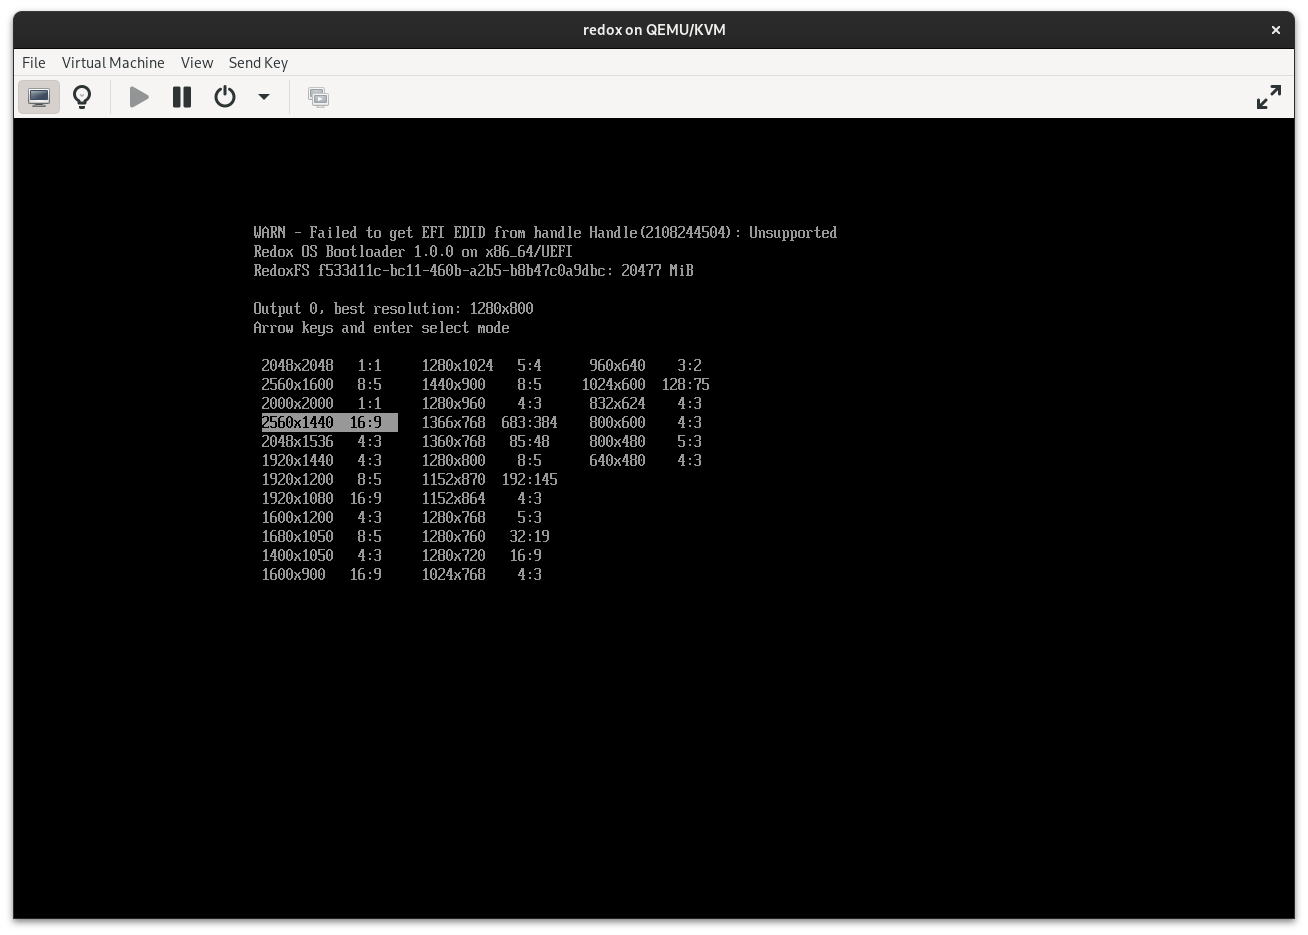 redox on QEMU/KVM
File Virtual Machine View Send Key
WARN - Failed to get EFI EDID from handle Handle(2108244504): Unsupported
Redox OS Bootloader 1.0.0 on x86_64/UEFI
RedoxFS f533d11c-bc11-460b-a2b5-b8b47c0a9dbc: 20477 MiB
Output 0, best resolution: 1280x800
Arrow keys and enter select mode
2048x2048 1:1 1280x1024 5:4 960x640 3:2
2560x1600 8:5 1440x900 8:5 1024x600 128:75
2000x2000 1:1 1280x960 4:3 832x624 4:3
2560x1440 16:9 1366x768 683:384 800x600 4:3
2048x1536 4:3 1360x768 85:48 800x480 5:3
1920x1440 4:3 1280x800 8:5 640x480 4:3
1920x1200 8:5 1152x870 192:145
1920x1080 16:9 1152x864 4:3
1600x1200 4:3 1280x768 5:3
1680x1050 8:5 1280x760 32:19
1400x1050 4:3 1280x720 16:9
1600x900 16:9 1024x768 4:3